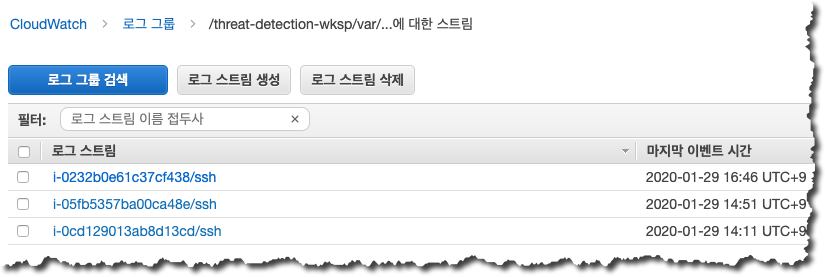 CloudWatch > 로그 그룹 > /threat-detection-wksp/var/...에 대한 스트림
로그 그룹 검색 로그 스트림 생성 로그 스트림 삭제
필터: 로그 스트림 이름 접두사 ×
로그 스트림 마지막 이벤트 시간
i-0232b0e61c37cf438/ssh 2020-01-29 16:46 UTC+9
i-05fb5357ba00ca48e/ssh 2020-01-29 14:51 UTC+9
i-0cd129013ab8d13cd/ssh 2020-01-29 14:11 UTC+9